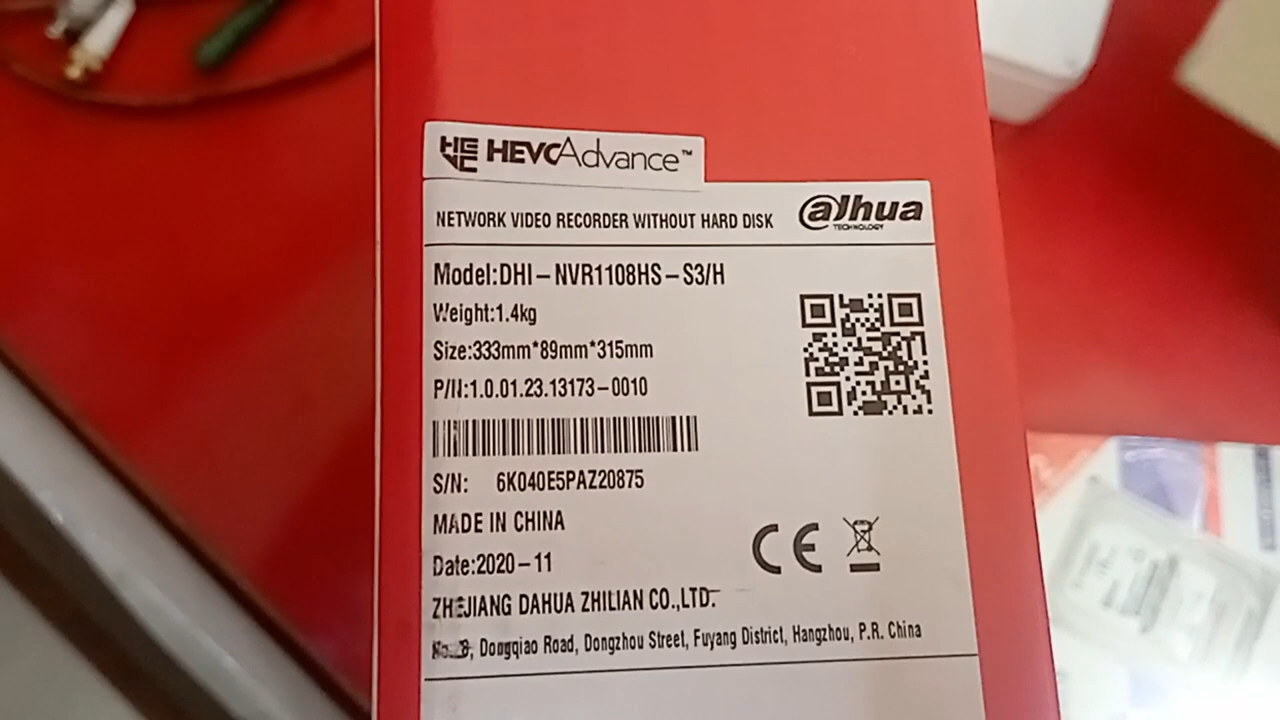 HEVCAdvance™
NETWORK VIDEO RECORDER WITHOUT HARD DISK
alhua
TECHNOLOGY
Model:DHI-NVR1108HS-S3/H
Weight:1.4kg
Size:333mm*89mm*315mm
P/N:1.0.01.23.13173-0010
S/N: 6K040E5PAZ20875
MADE IN CHINA
Date:2020-11
CE
ZHEJIANG DAHUA ZHILIAN CO.,LTD.
Dongqiao Road, Dongzhou Street, Fuyang District, Hangzhou, P.R. China